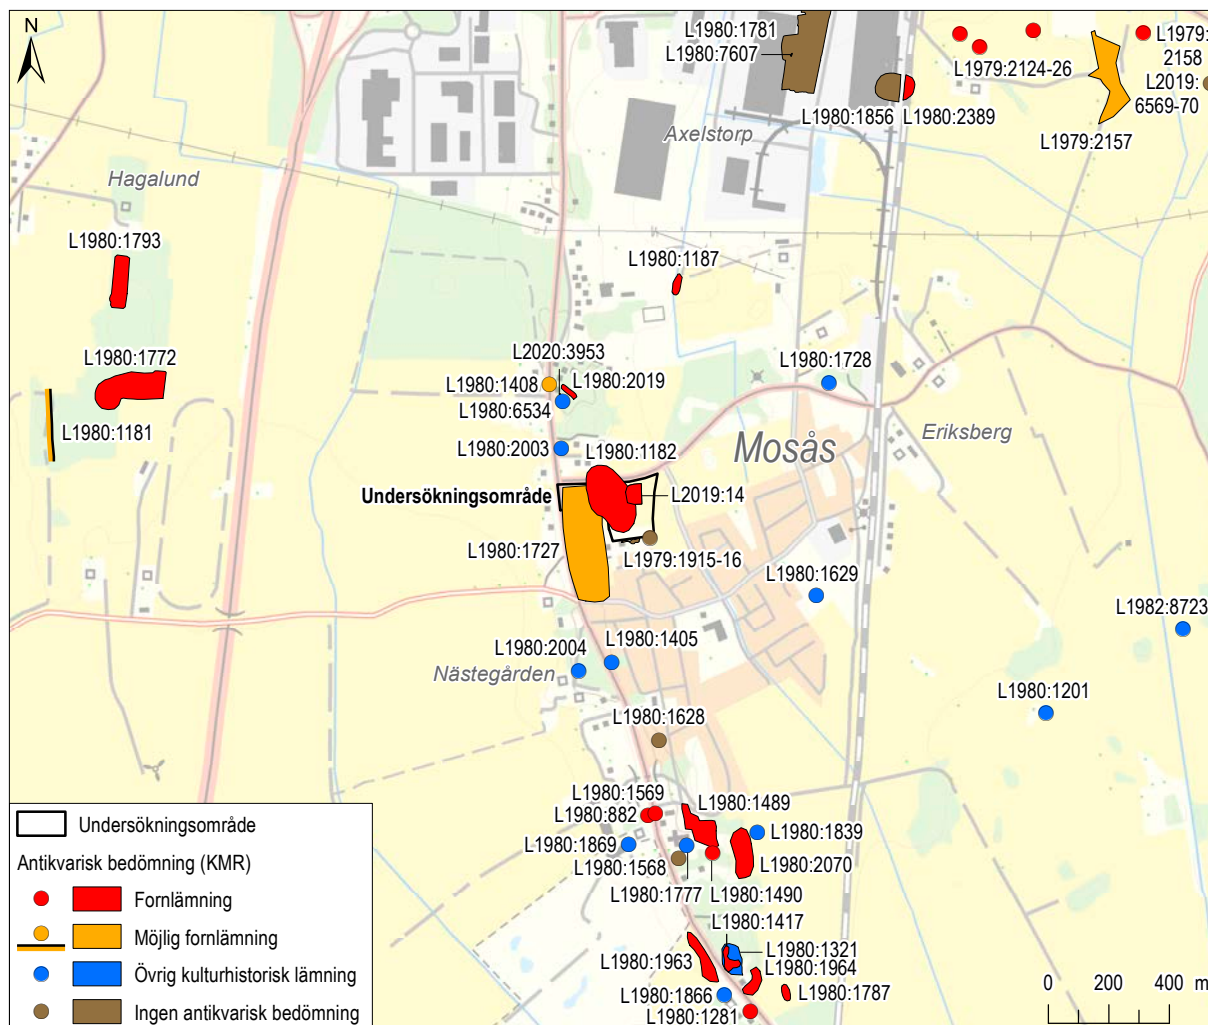 N
L1980:1781
L1980:7607
L1979:
2158
L1979:2124-26
L2019:
6569-70
L1980:1856
L1980:2389
L1979:2157
Axelstorp
Hagalund
L1980:1793
L1980:1187
L1980:1772
L2020:3953
L1980:1728
L1980:1408
L1980:2019
L1980:6534
L1980:1181
Eriksberg
L1980:2003
L1980:1182
Mosås
Undersökningsområde
L2019:14
L1980:1727
L1979:1915-16
L1980:1629
L1982:8723
L1980:2004
L1980:1405
Nästegården
L1980:1201
L1980:1628
L1980:1569
L1980:1489
L1980:882
L1980:1839
L1980:1869
L1980:1568
L1980:2070
L1980:1777
L1980:1490
L1980:1417
L1980:1321
L1980:1963
L1980:1964
L1980:1787
L1980:1866
L1980:1281
Undersökningsområde
Antikvarisk bedömning (KMR)
Fornlämning
Möjlig fornlämning
Övrig kulturhistorisk lämning
Ingen antikvarisk bedömning
0 200 400 m